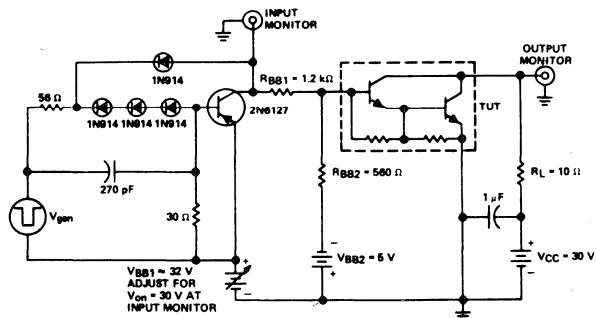 INPUT
MONITOR
OUTPUT
MONITOR
1N914
RBB1 = 1.2 kΩ
56 Ω
2N6127
TUT
1N914 1N914 1N914
270 pF
RBB2 = 560 Ω
1 μF
RL = 10 Ω
Vgen
30 Ω
VBB1 ≈ 32 V
ADJUST FOR
Von = 30 V AT
INPUT MONITOR
+
−
−
VBB2 = 5 V
+
+
VCC = 30 V
−